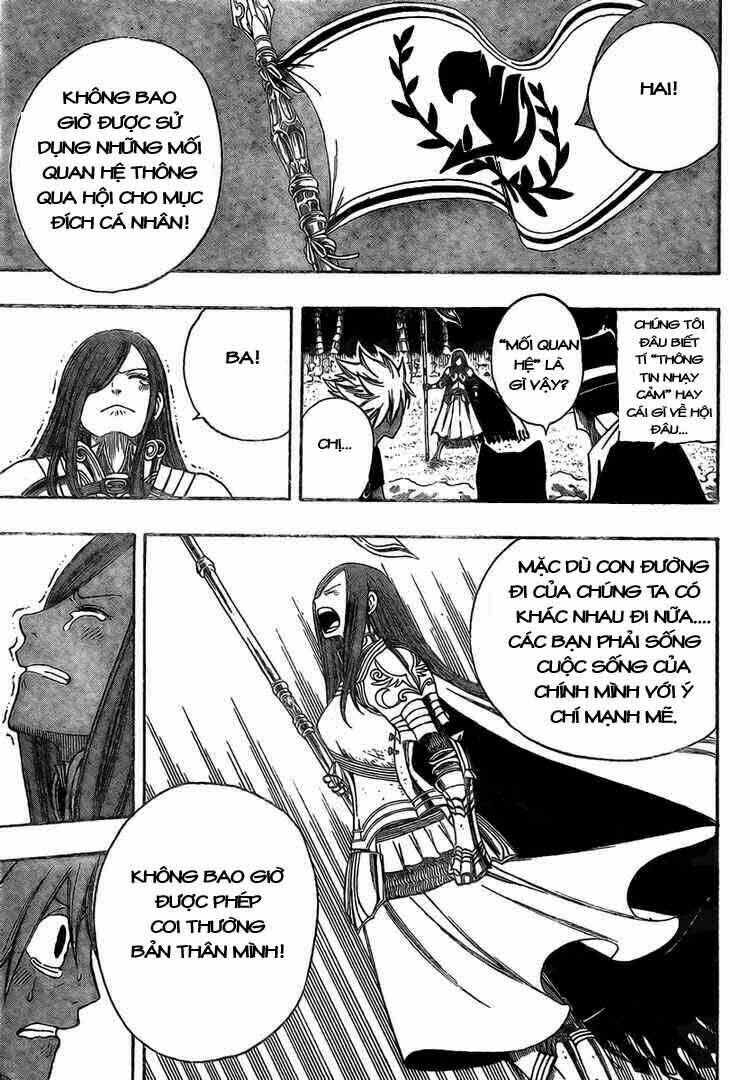 HAI!
KHÔNG BAO
GIỜ ĐƯỢC SỬ
DỤNG NHỮNG MỐI
QUAN HỆ THÔNG
QUA HỘI CHO MỤC
ĐÍCH CÁ NHÂN!
CHÚNG TÔI
ĐÂU BIẾT
TÍ "THÔNG
TIN NHẠY
CẢM" HAY
CÁI GÌ VỀ HỘI
ĐÂU...
"MỐI QUAN
HỆ" LÀ
GÌ VẬY?
CHỊ...
BA!
MẶC DÙ CON ĐƯỜNG
ĐI CỦA CHÚNG TA CÓ
KHÁC NHAU ĐI NỮA....
CÁC BẠN PHẢI SỐNG
CUỘC SỐNG CỦA
CHÍNH MÌNH VỚI Ý
CHÍ MẠNH MẼ.
KHÔNG BAO GIỜ
ĐƯỢC PHÉP
COI THƯỜNG
BẢN THÂN MÌNH!